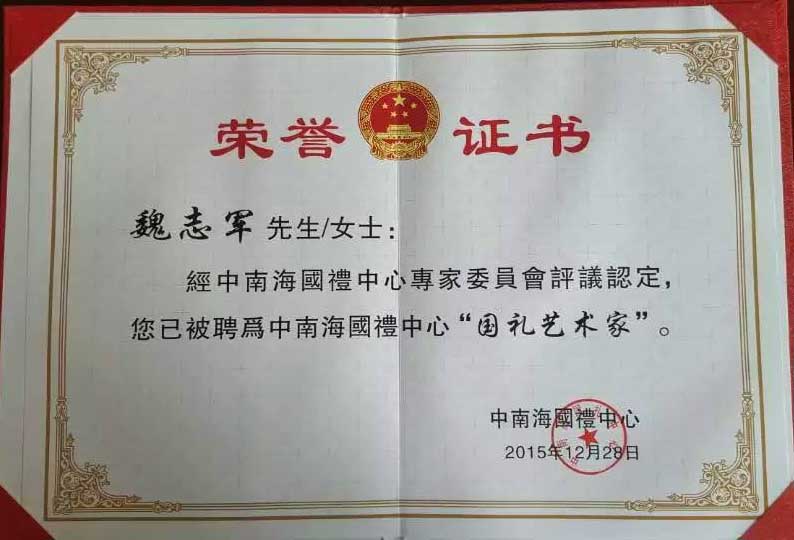 荣誉证书
魏志军 先生/女士：
經中南海國禮中心專家委員會評議認定，
您已被聘爲中南海國禮中心“国礼艺术家”。
中南海國禮中心
2015年12月28日